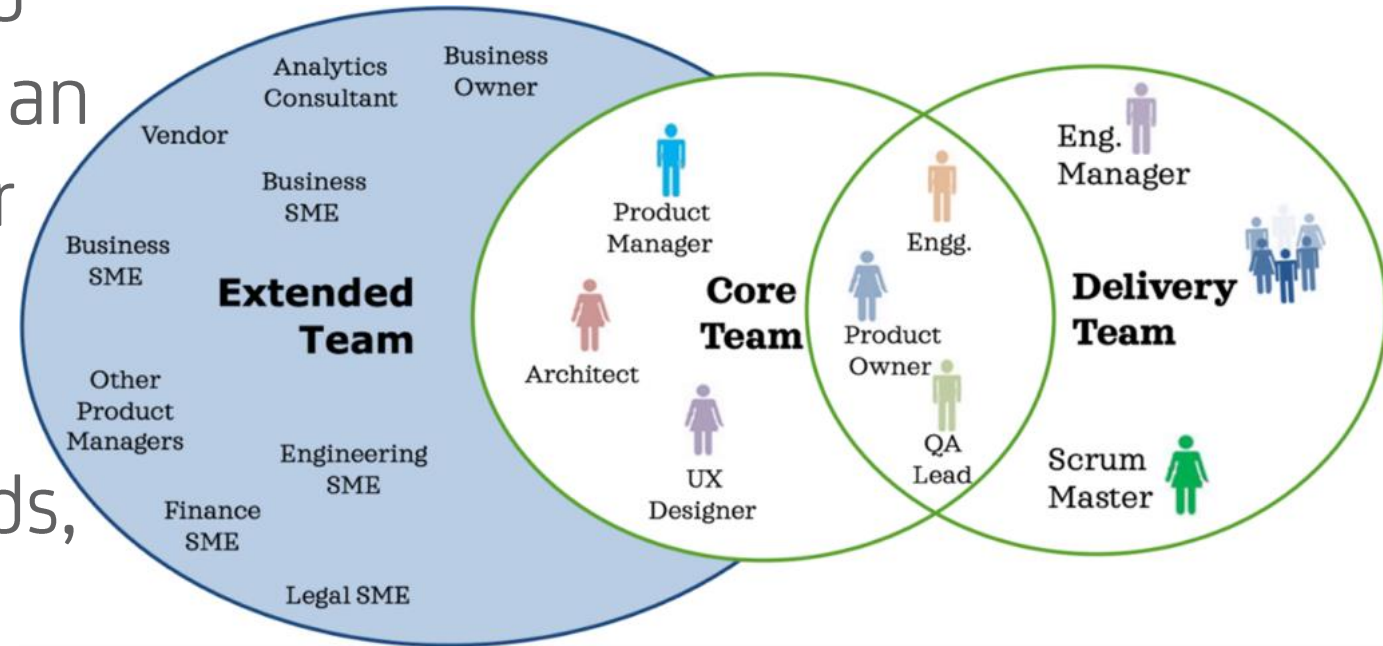 an
r
ds,
Analytics
Consultant
Business
Owner
Vendor
Business
SME
Business
SME
Extended
Team
Other
Product
Managers
Engineering
SME
Finance
SME
Legal SME
Product
Manager
Architect
Core
Team
UX
Designer
Engg.
Product
Owner
QA
Lead
Eng.
Manager
Delivery
Team
Scrum
Master